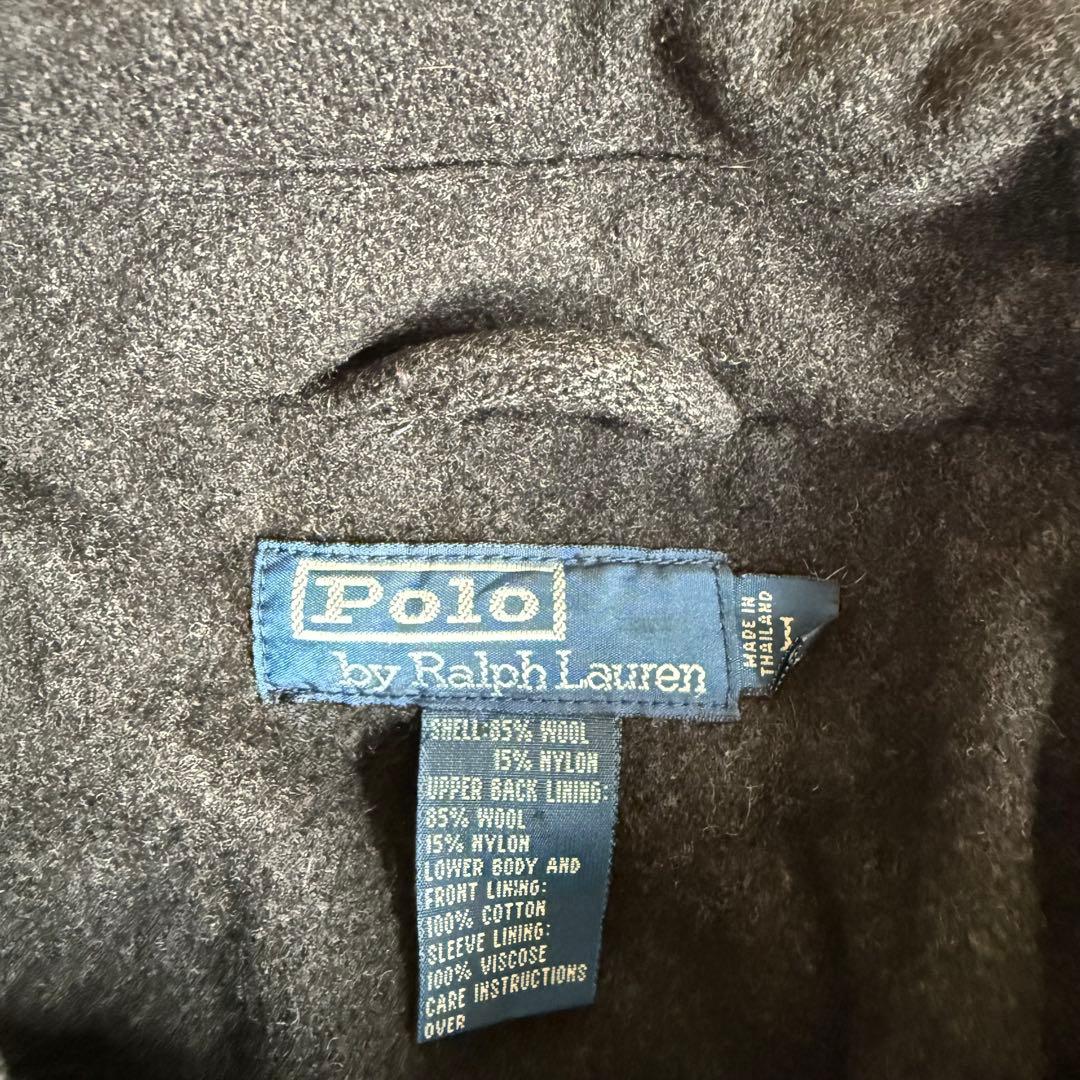 Polo
by Ralph Lauren
MADE IN
THAILAND
SHELL: 85% WOOL
15% NYLON
UPPER BACK LINING:
85% WOOL
15% NYLON
LOWER BODY AND
FRONT LINING:
100% COTTON
SLEEVE LINING:
100% VISCOSE
CARE INSTRUCTIONS
OVER